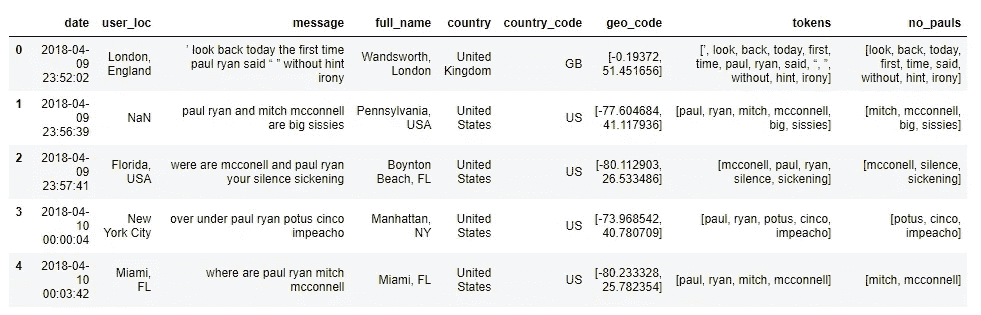 date user_loc message full_name country country_code geo_code tokens no_pauls
0 2018-04-09 23:52:02 London, England ' look back today the first time paul ryan said “ ” without hint irony Wandsworth, London United Kingdom GB [-0.19372, 51.451656] [', look, back, today, first, time, paul, ryan, said, “, ”, without, hint, irony] [look, back, today, first, time, said, without, hint, irony]
1 2018-04-09 23:56:39 NaN paul ryan and mitch mcconnell are big sissies Pennsylvania, USA United States US [-77.604684, 41.117936] [paul, ryan, mitch, mcconnell, big, sissies] [mitch, mcconnell, big, sissies]
2 2018-04-09 23:57:41 Florida, USA were are mcconell and paul ryan your silence sickening Boynton Beach, FL United States US [-80.112903, 26.533486] [mcconell, paul, ryan, silence, sickening] [mcconell, silence, sickening]
3 2018-04-10 00:00:04 New York City over under paul ryan potus cinco impeacho Manhattan, NY United States US [-73.968542, 40.780709] [paul, ryan, potus, cinco, impeacho] [potus, cinco, impeacho]
4 2018-04-10 00:03:42 Miami, FL where are paul ryan mitch mcconnell Miami, FL United States US [-80.233328, 25.782354] [paul, ryan, mitch, mcconnell] [mitch, mcconnell]